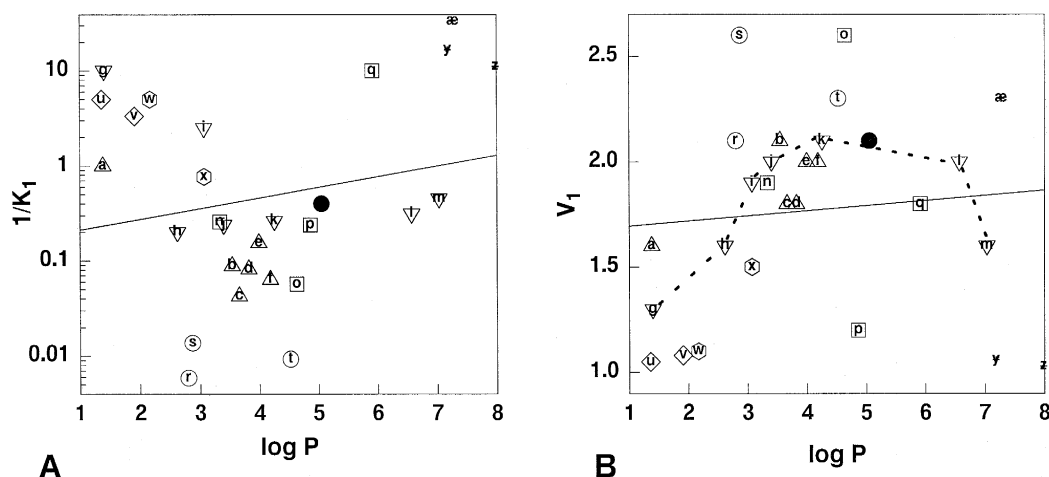 10
1
0.1
0.01
1/K1
1 2 3 4 5 6 7 8
log P
A
æ
y
z
g
q
u
v
w
i
a
x
m
l
n
j
k
p
h
e
b
d
f
c
o
s
t
r
2.5
2.0
1.5
1.0
V1
1 2 3 4 5 6 7 8
log P
B
s
o
æ
t
r
b
k
j
e
f
l
i
n
c
d
q
a
h
m
x
g
p
u
v
w
y
z